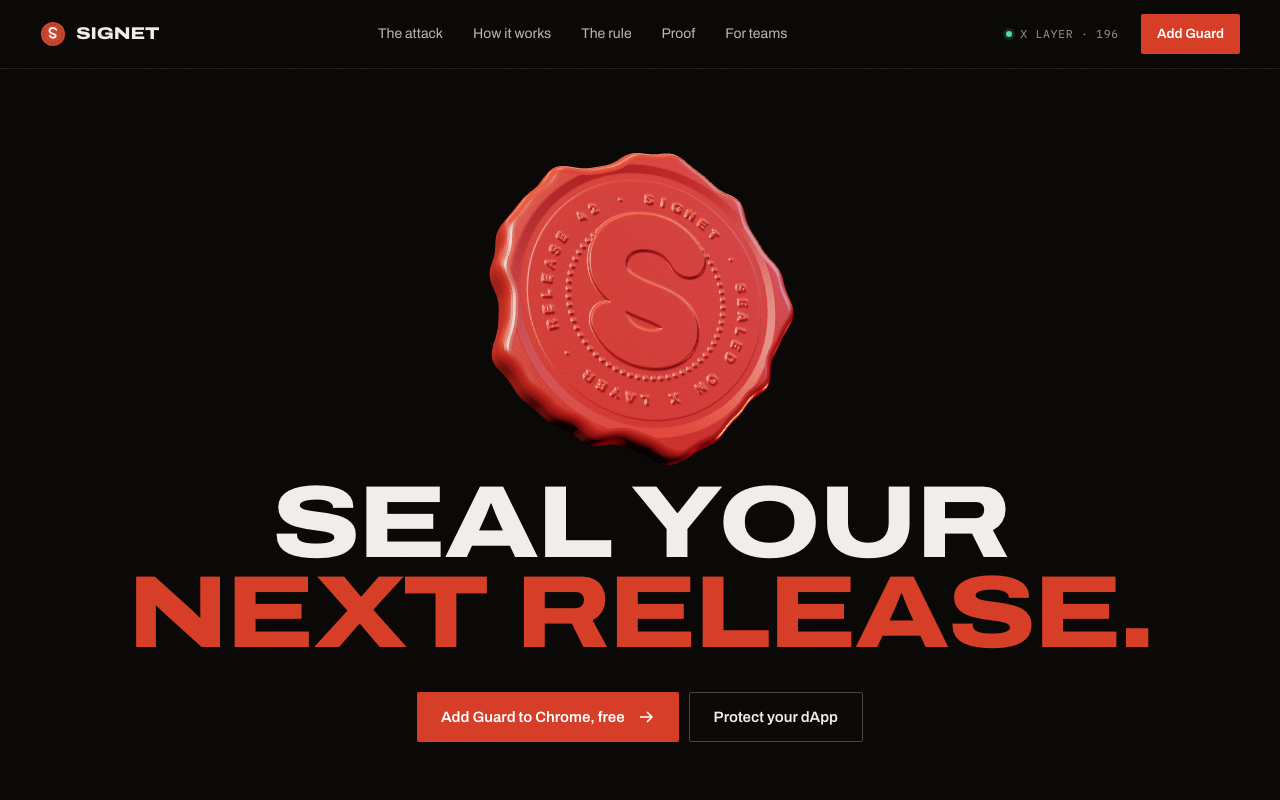 S SIGNET
The attack
How it works
The rule
Proof
For teams
X LAYER · 196
Add Guard
RELEASE 42 · SIGNET · SEALED ON X LAYER ·
S
SEAL YOUR
NEXT RELEASE.
Add Guard to Chrome, free →
Protect your dApp